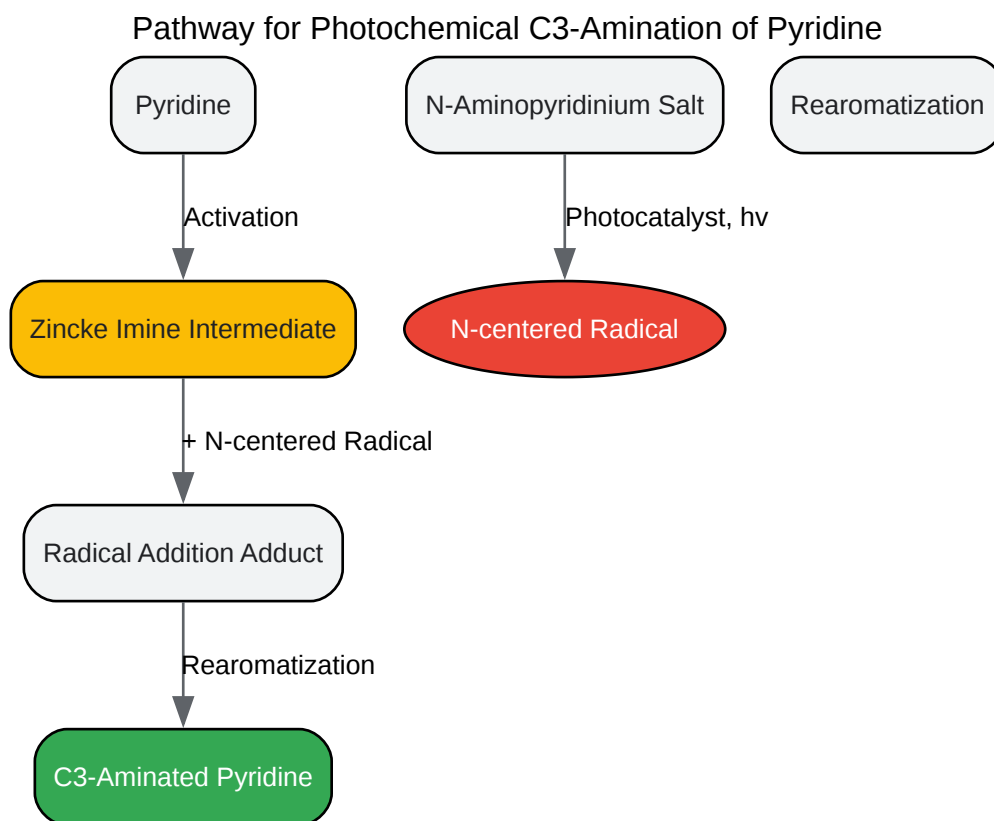 Pathway for Photochemical C3-Amination of Pyridine
Pyridine
N-Aminopyridinium Salt
Rearomatization
Activation
Photocatalyst, hv
Zincke Imine Intermediate
N-centered Radical
+ N-centered Radical
Radical Addition Adduct
Rearomatization
C3-Aminated Pyridine